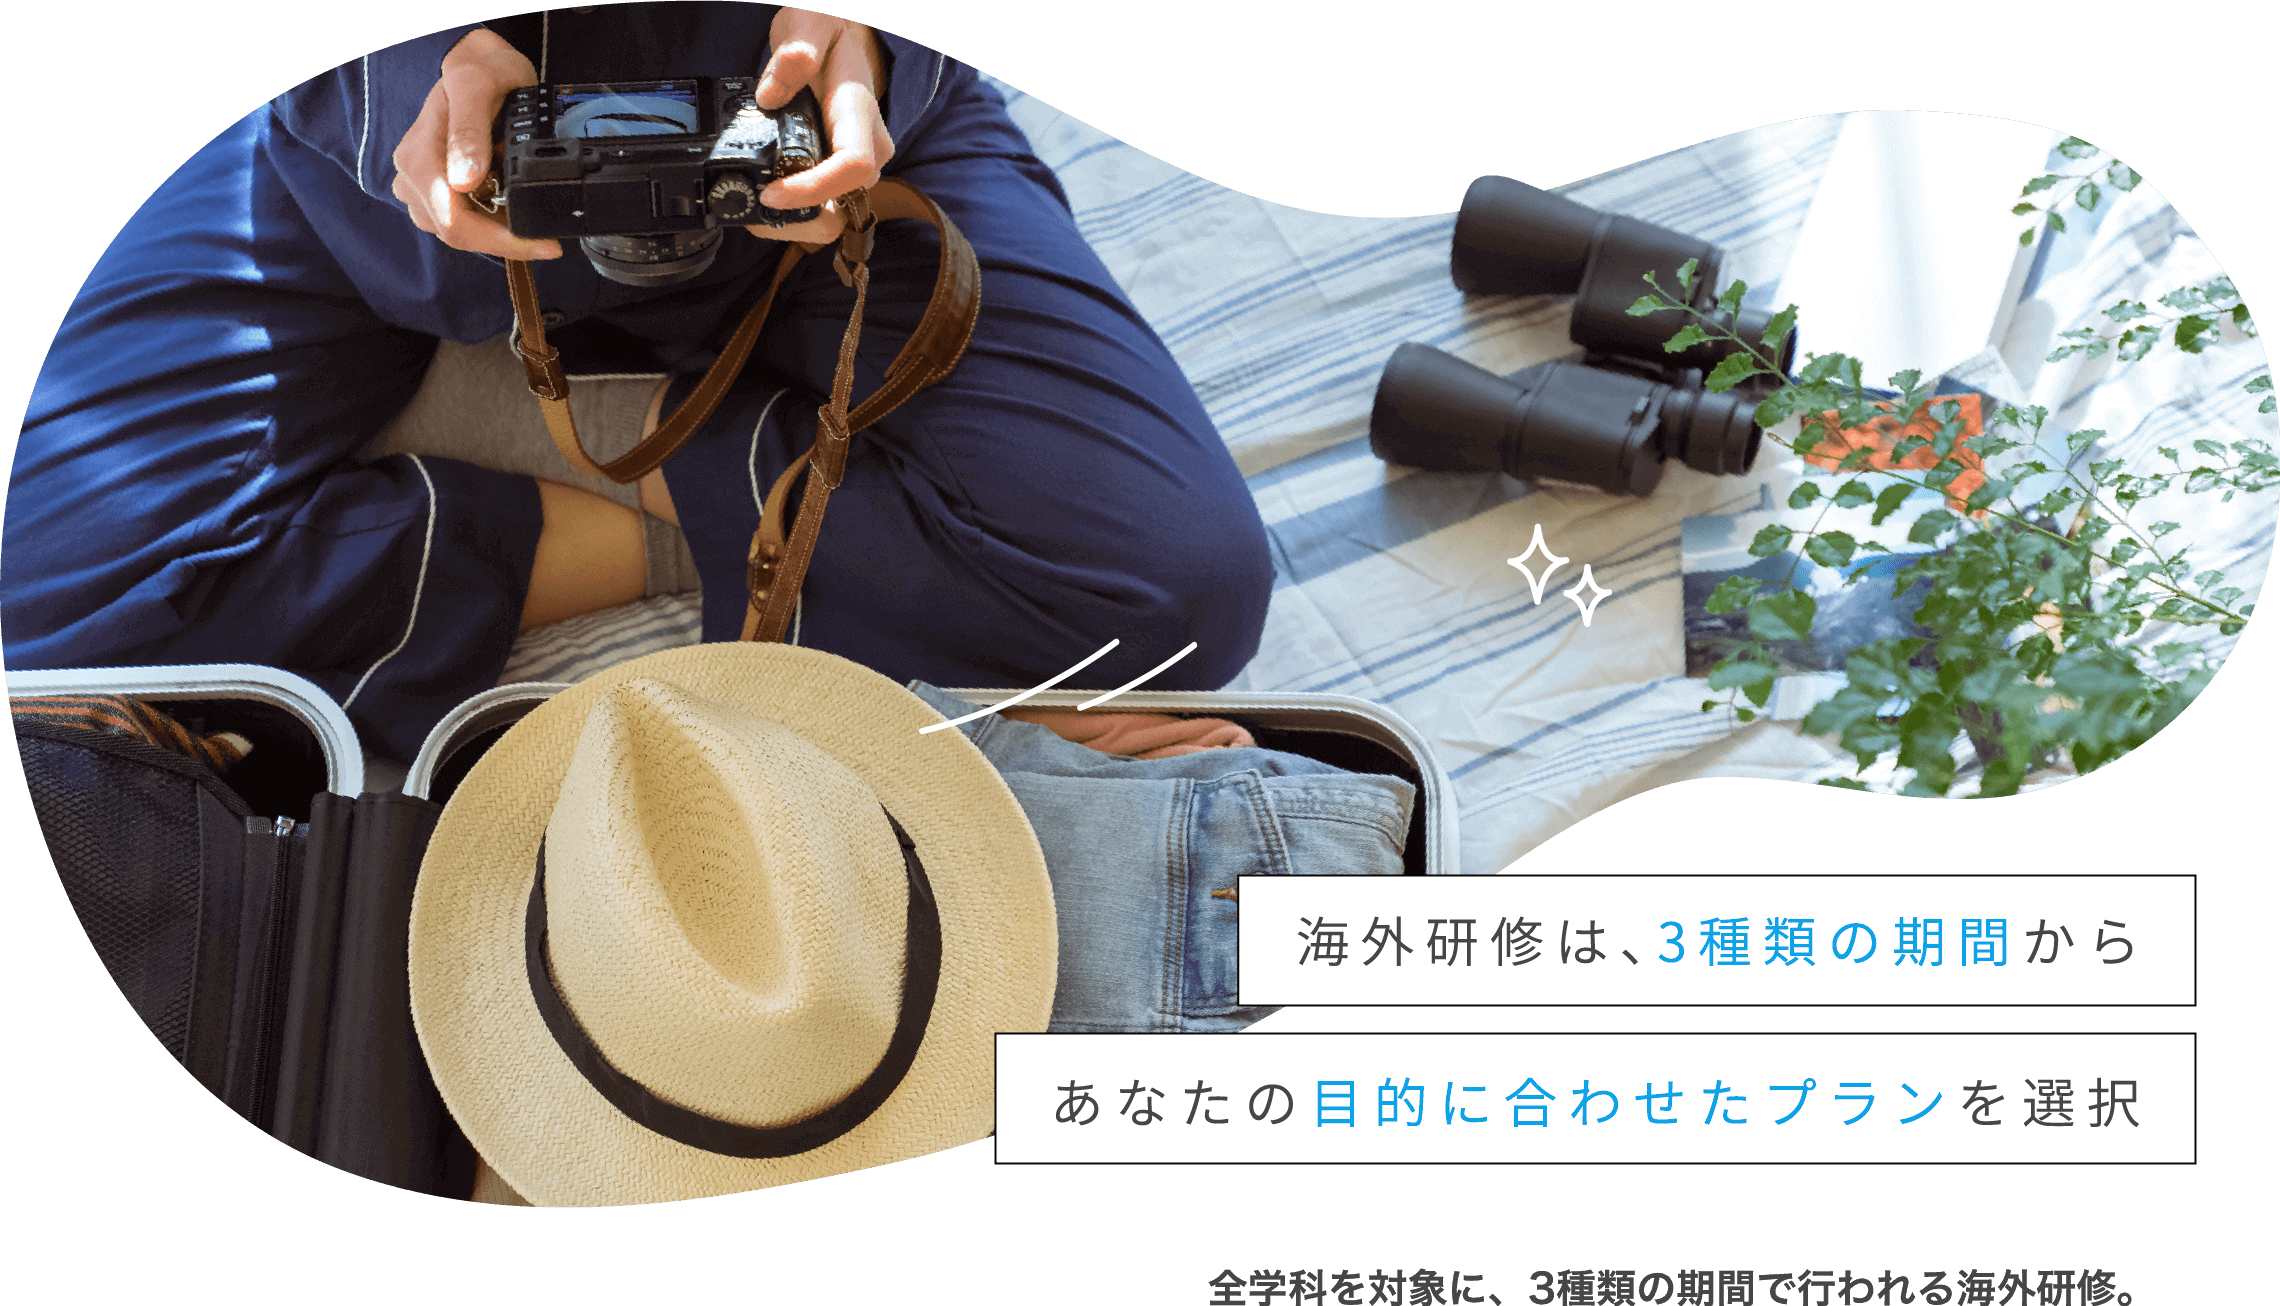 海外研修は、3種類の期間から
あなたの目的に合わせたプランを選択
全学科を対象に、3種類の期間で行われる海外研修。